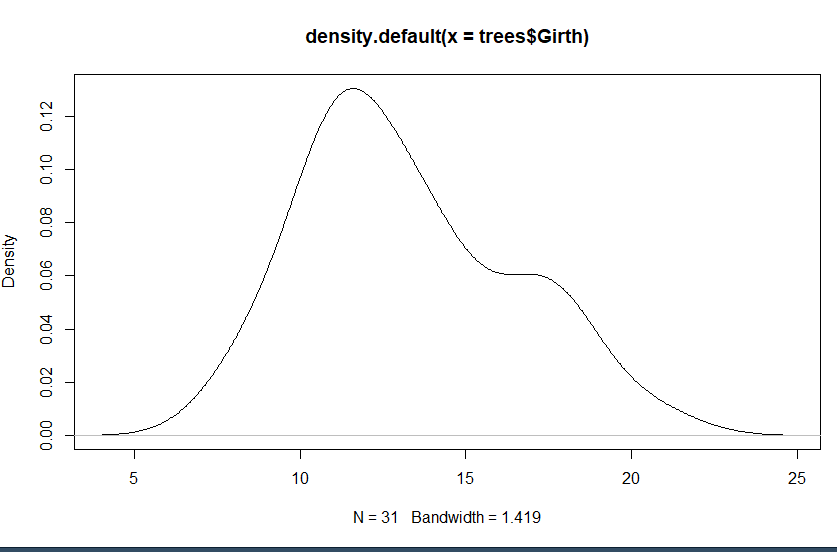 density.default(x = trees$Girth)
0.12
0.10
0.08
0.06
0.04
0.02
0.00
Density
5 10 15 20 25
N = 31 Bandwidth = 1.419